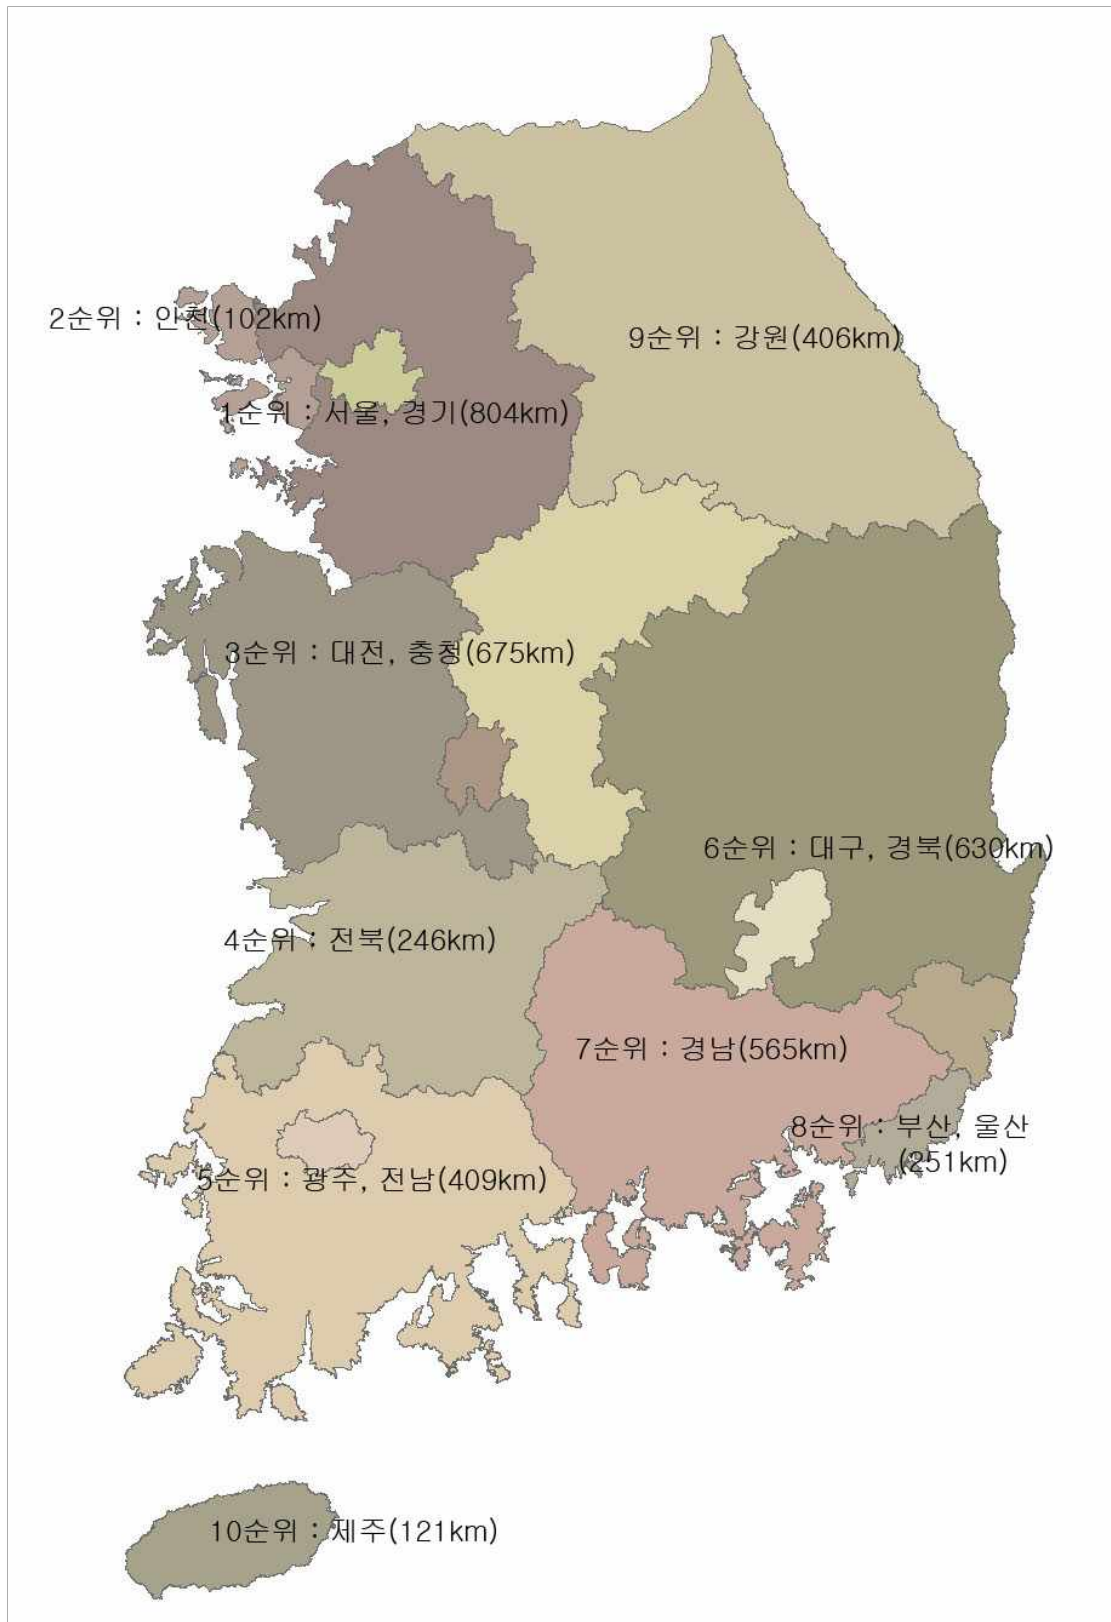 2순위 : 인천(102km)
9순위 : 강원(406km)
1순위 : 서울, 경기(804km)
3순위 : 대전, 충청(675km)
6순위 : 대구, 경북(630km)
4순위 : 전북(246km)
7순위 : 경남(565km)
8순위 : 부산, 울산
(251km)
5순위 : 광주, 전남(409km)
10순위 : 제주(121km)